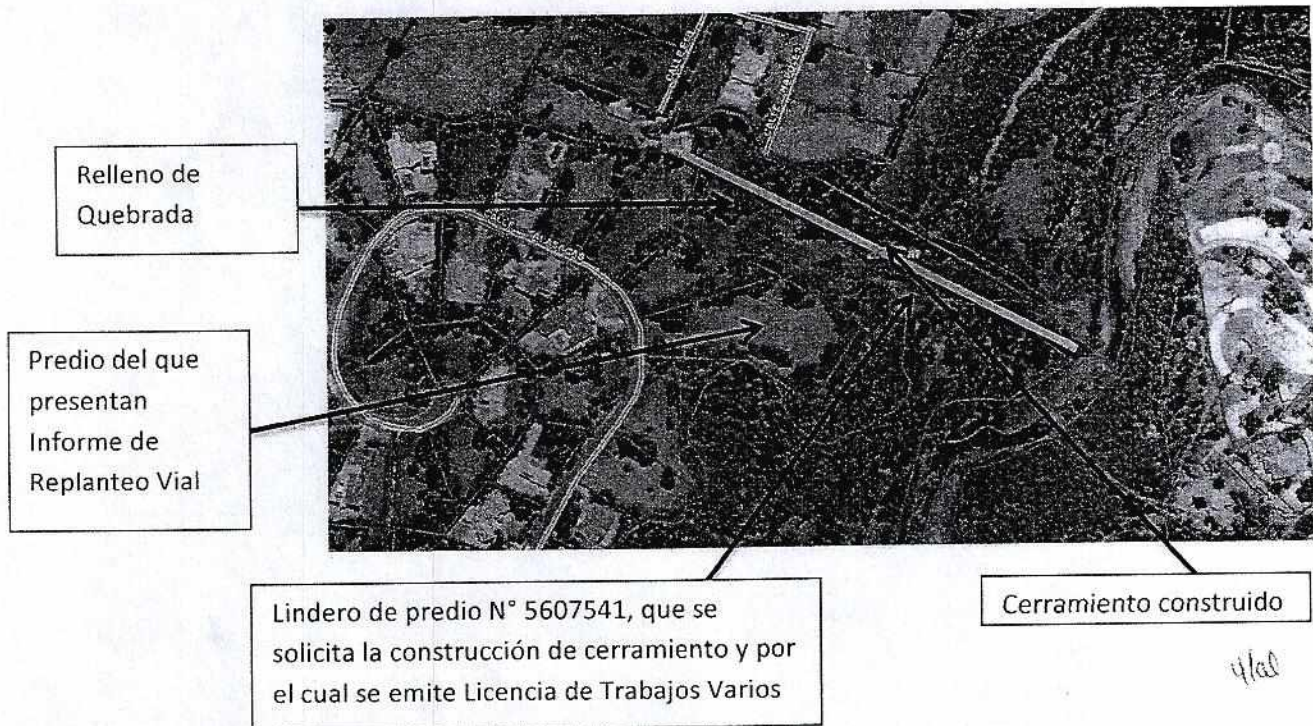 Relleno de
Quebrada
Predio del que
presentan
Informe de
Replanteo Vial
Lindero de predio N° 5607541, que se
solicita la construcción de cerramiento y por
el cual se emite Licencia de Trabajos Varios
Cerramiento construido